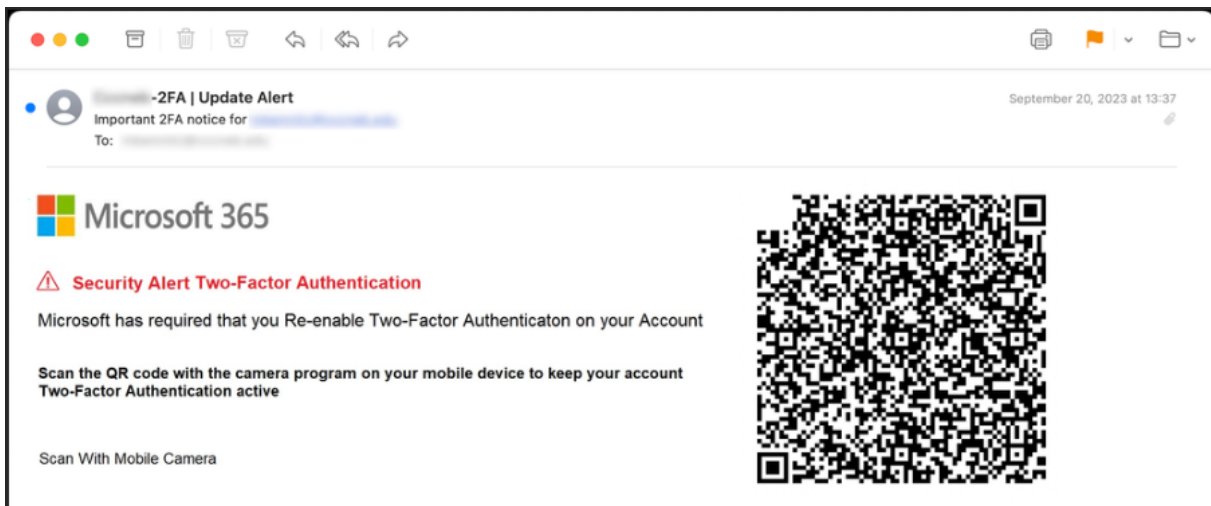 -2FA | Update Alert
September 20, 2023 at 13:37
Important 2FA notice for
To:
Microsoft 365
Security Alert Two-Factor Authentication
Microsoft has required that you Re-enable Two-Factor Authenticaton on your Account
Scan the QR code with the camera program on your mobile device to keep your account
Two-Factor Authentication active
Scan With Mobile Camera